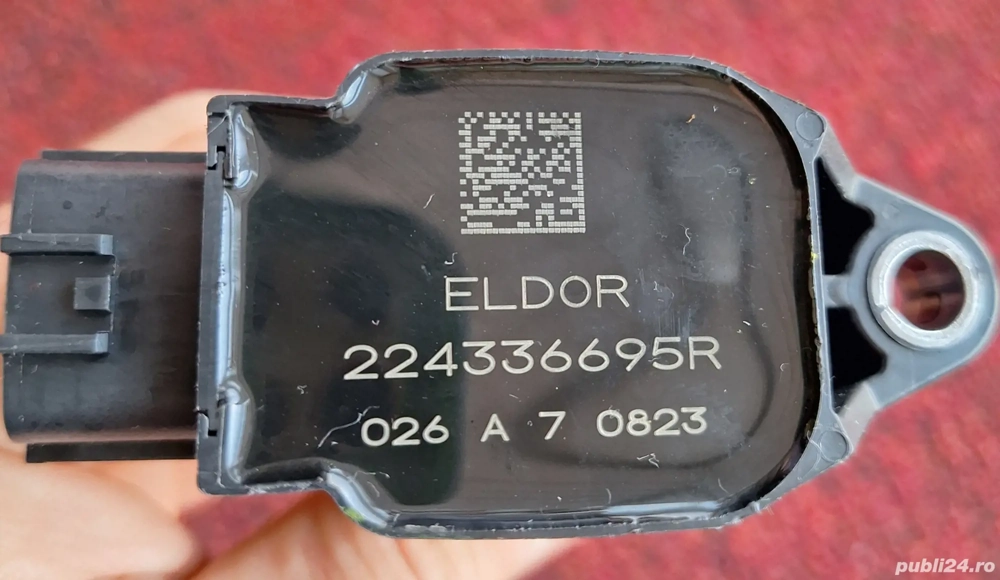 ELDOR
224336695R
026 A 7 0823
publi24.ro